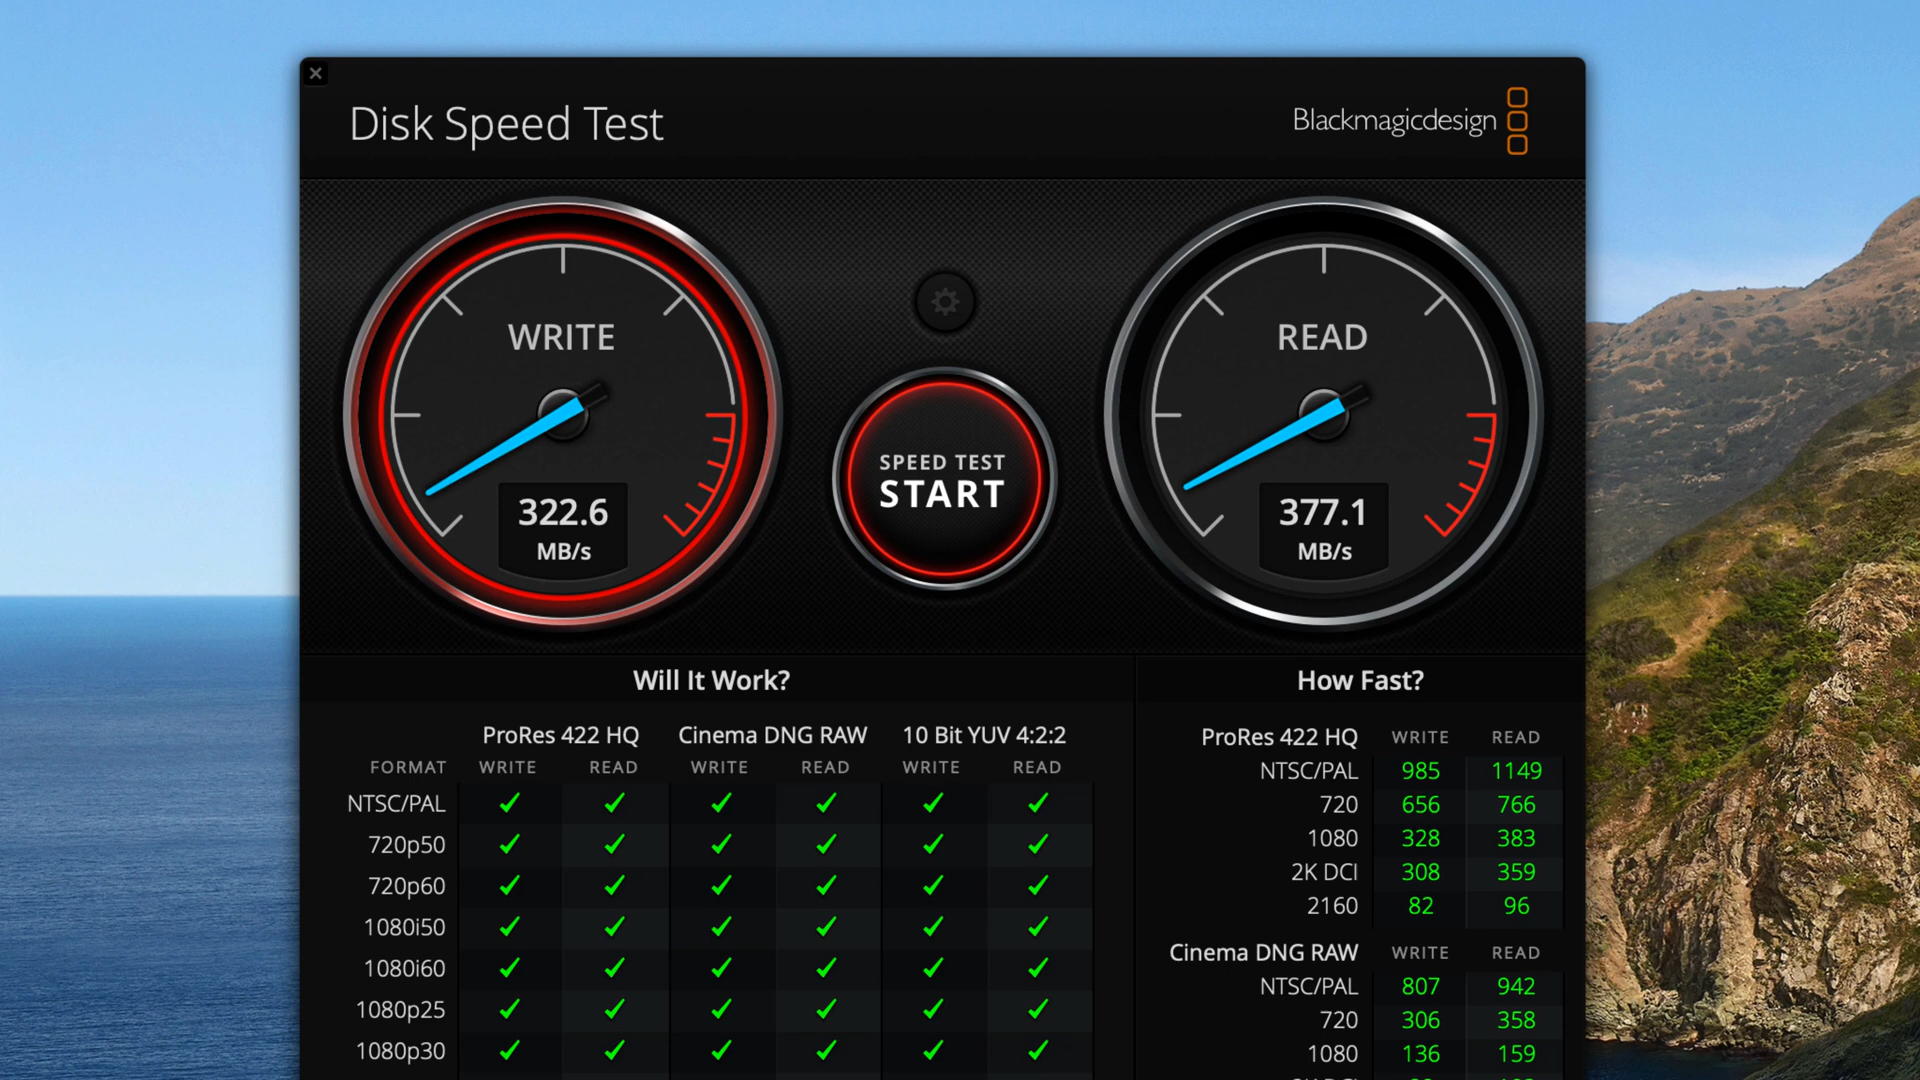 Disk Speed Test
Blackmagicdesign
WRITE
322.6
MB/s
SPEED TEST
START
READ
377.1
MB/s
Will It Work?
ProRes 422 HQ Cinema DNG RAW 10 Bit YUV 4:2:2
FORMAT WRITE READ WRITE READ WRITE READ
NTSC/PAL ✓ ✓ ✓ ✓ ✓ ✓
720p50 ✓ ✓ ✓ ✓ ✓ ✓
720p60 ✓ ✓ ✓ ✓ ✓ ✓
1080i50 ✓ ✓ ✓ ✓ ✓ ✓
1080i60 ✓ ✓ ✓ ✓ ✓ ✓
1080p25 ✓ ✓ ✓ ✓ ✓ ✓
1080p30 ✓ ✓ ✓ ✓ ✓ ✓
How Fast?
ProRes 422 HQ WRITE READ
NTSC/PAL 985 1149
720 656 766
1080 328 383
2K DCI 308 359
2160 82 96
Cinema DNG RAW WRITE READ
NTSC/PAL 807 942
720 306 358
1080 136 159